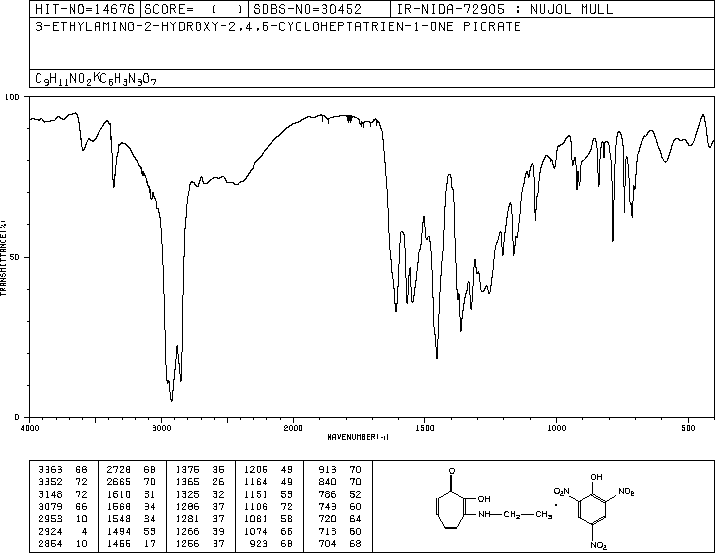 HIT-NO=14676 SCORE= ( ) SDBS-NO=30452 IR-NIDA-72905 : NUJOL MULL
3-ETHYLAMINO-2-HYDROXY-2,4,6-CYCLOHEPTATRIEN-1-ONE PICRATE
C9H11NO2KC6H3N3O7
100
50
0
TRANSMITTANCE(%)
4000 3000 2000 1500 1000 500
WAVENUMBER(-1)
3363 68 2728 68 1376 35 1206 49 913 70
3352 72 2665 70 1365 26 1164 49 840 70
3148 72 1610 31 1325 32 1151 53 786 52
3079 66 1568 34 1286 37 1106 72 743 60
2953 10 1548 34 1281 37 1081 58 720 64
2924 4 1494 53 1266 39 1074 66 713 60
2854 10 1456 17 1256 37 923 68 704 68
O
OH
NH—CH2—CH3
OH
O2N
NO2
NO2